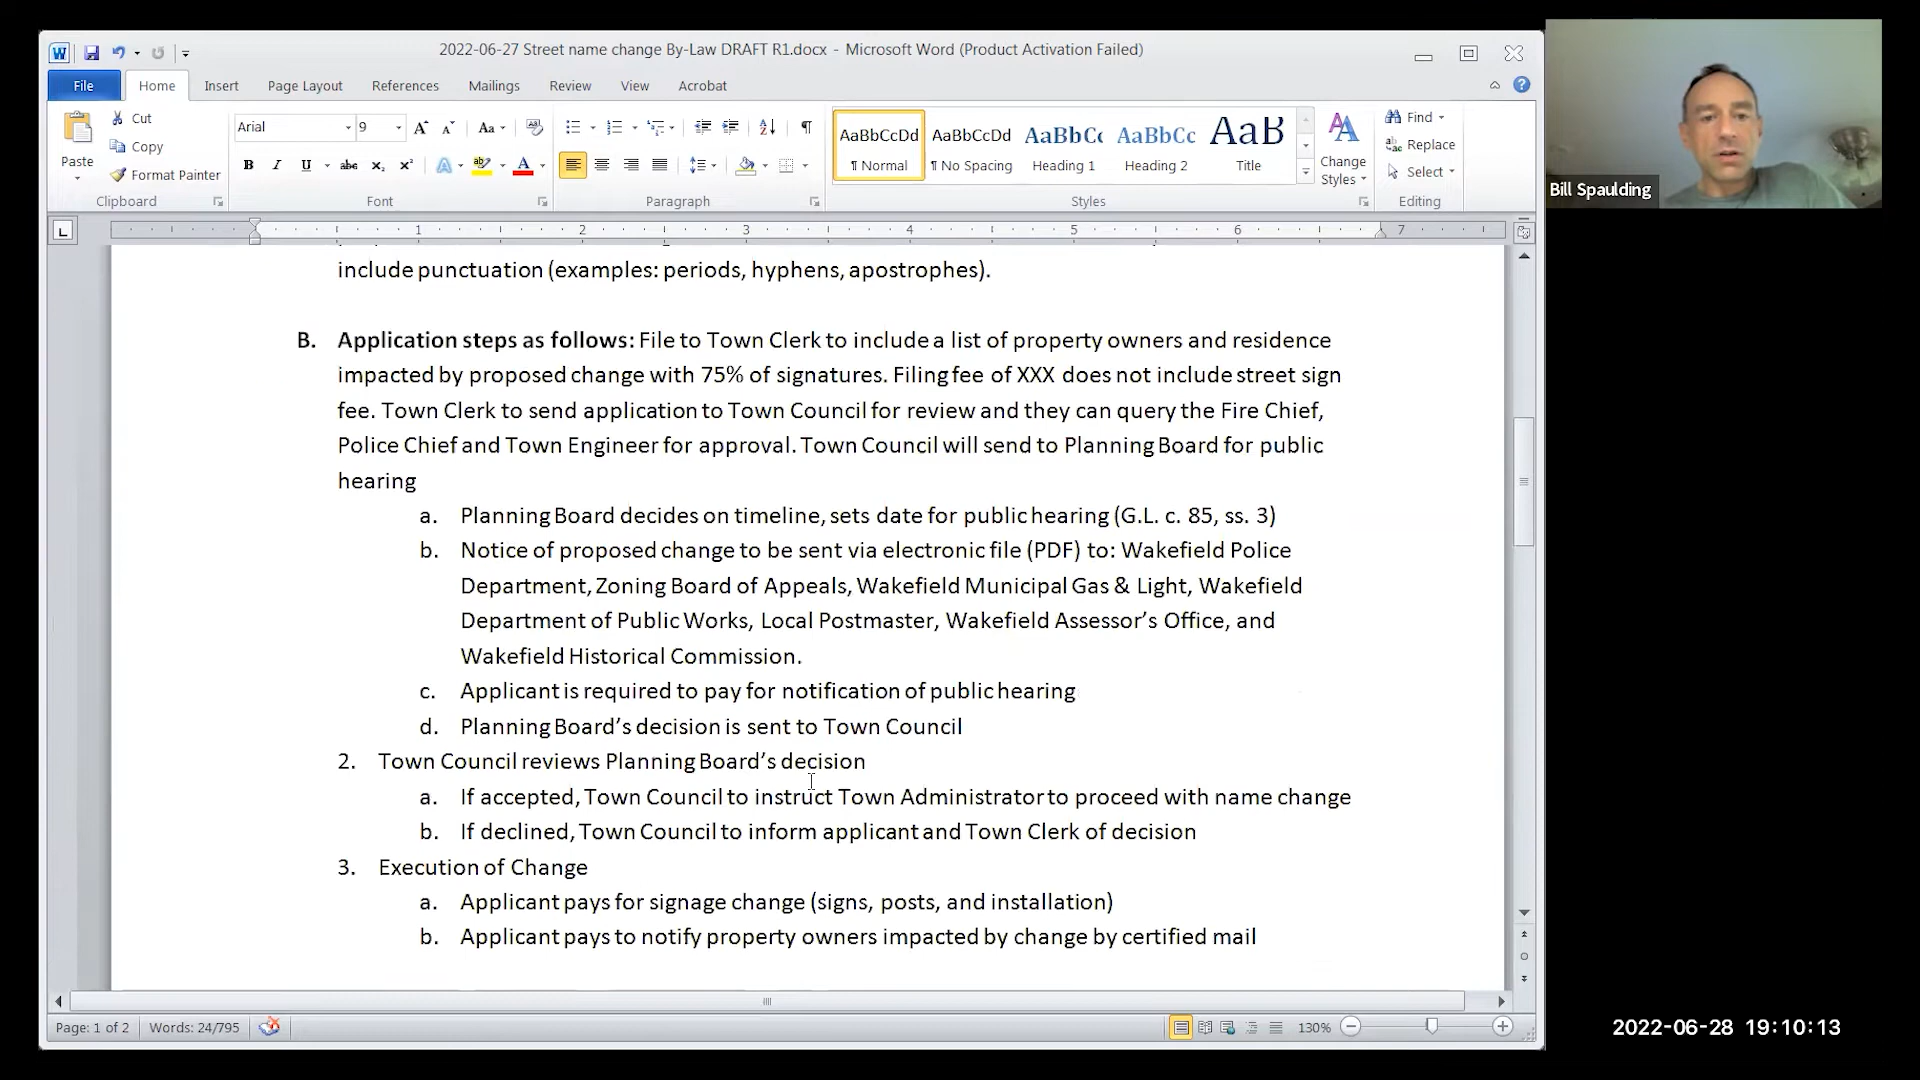 2022-06-27 Street name change By-Law DRAFT R1.docx - Microsoft Word (Product Activation Failed)
File Home Insert Page Layout References Mailings Review View Acrobat
Paste
Cut
Copy
Format Painter
Clipboard
Arial 9
Font
Paragraph
AaBbCcDd AaBbCcDd AaBbCc AaBbCc AaB
¶ Normal ¶ No Spacing Heading 1 Heading 2 Title
Change Styles
Styles
Find
Replace
Select
Editing
Bill Spaulding
1 2 3 4 5 6 7
include punctuation (examples: periods, hyphens, apostrophes).
B. Application steps as follows: File to Town Clerk to include a list of property owners and residence
impacted by proposed change with 75% of signatures. Filing fee of XXX does not include street sign
fee. Town Clerk to send application to Town Council for review and they can query the Fire Chief,
Police Chief and Town Engineer for approval. Town Council will send to Planning Board for public
hearing
a. Planning Board decides on timeline, sets date for public hearing (G.L. c. 85, ss. 3)
b. Notice of proposed change to be sent via electronic file (PDF) to: Wakefield Police
Department, Zoning Board of Appeals, Wakefield Municipal Gas & Light, Wakefield
Department of Public Works, Local Postmaster, Wakefield Assessor’s Office, and
Wakefield Historical Commission.
c. Applicant is required to pay for notification of public hearing
d. Planning Board’s decision is sent to Town Council
2. Town Council reviews Planning Board’s decision
a. If accepted, Town Council to instruct Town Administrator to proceed with name change
b. If declined, Town Council to inform applicant and Town Clerk of decision
3. Execution of Change
a. Applicant pays for signage change (signs, posts, and installation)
b. Applicant pays to notify property owners impacted by change by certified mail
Page: 1 of 2 Words: 24/795 130%
2022-06-28 19:10:13